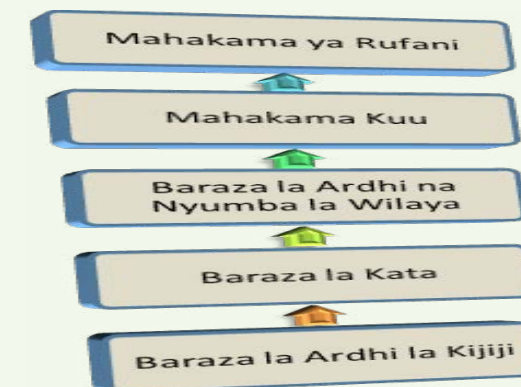 Mahakama ya Rufani
Mahakama Kuu
Baraza la Ardhi na
Nyumba la Wilaya
Baraza la Kata
Baraza la Ardhi la Kijiji